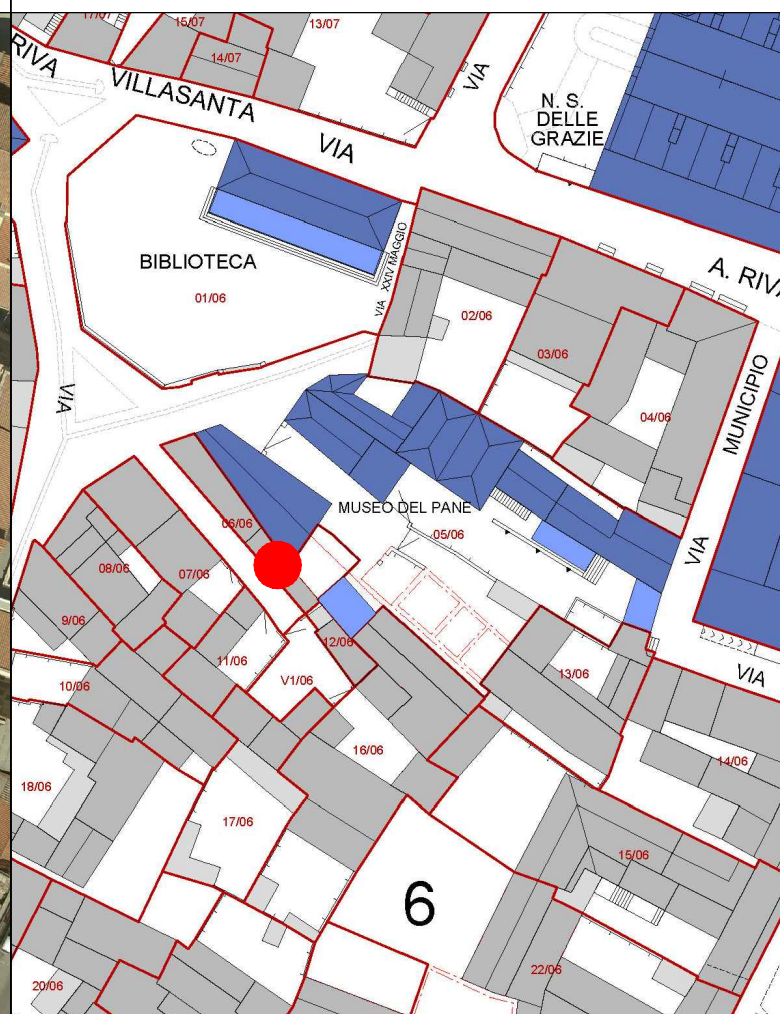 17/07
15/07
13/07
14/07
RIVA
VILLASANTA
VIA
VIA
N. S.
DELLE
GRAZIE
BIBLIOTECA
01/06
VIA XXIV MAGGIO
A. RIVA
02/06
03/06
04/06
MUNICIPIO
VIA
VIA
MUSEO DEL PANE
05/06
06/06
07/06
08/06
9/06
10/06
11/06
12/06
V1/06
13/06
VIA
14/06
16/06
18/06
17/06
15/06
6
22/06
20/06